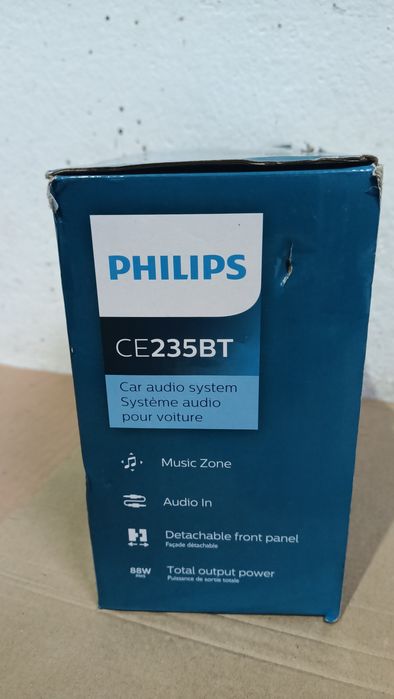 PHILIPS
CE235BT
Car audio system
Système audio
pour voiture
Music Zone
Audio In
Detachable front panel
Façade détachable
88W Total output power
RMS Puissance de sortie totale